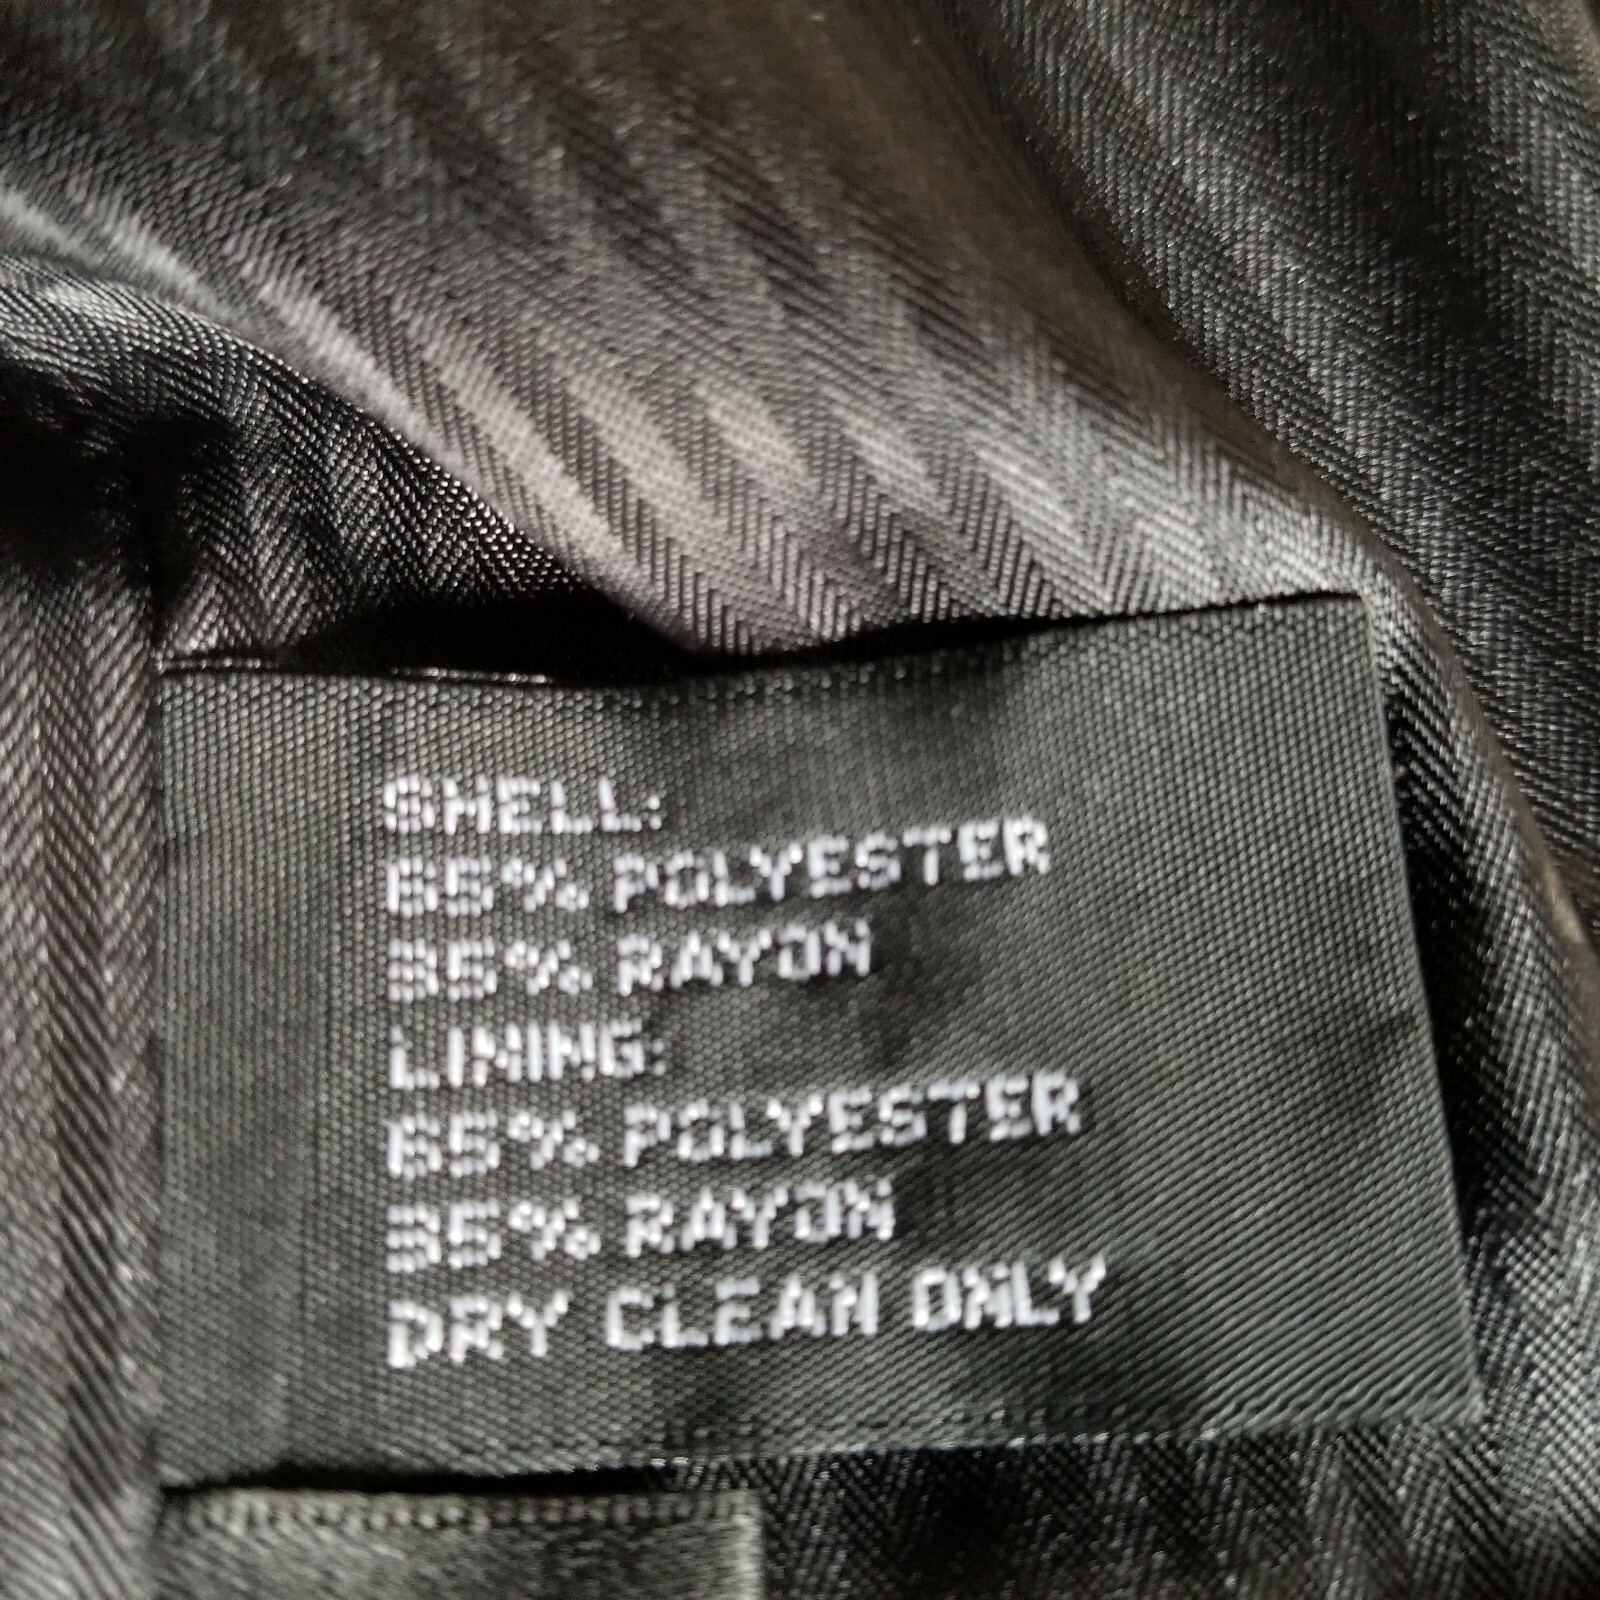 SHELL:
65% POLYESTER
35% RAYON
LINING:
65% POLYESTER
35% RAYON
DRY CLEAN ONLY